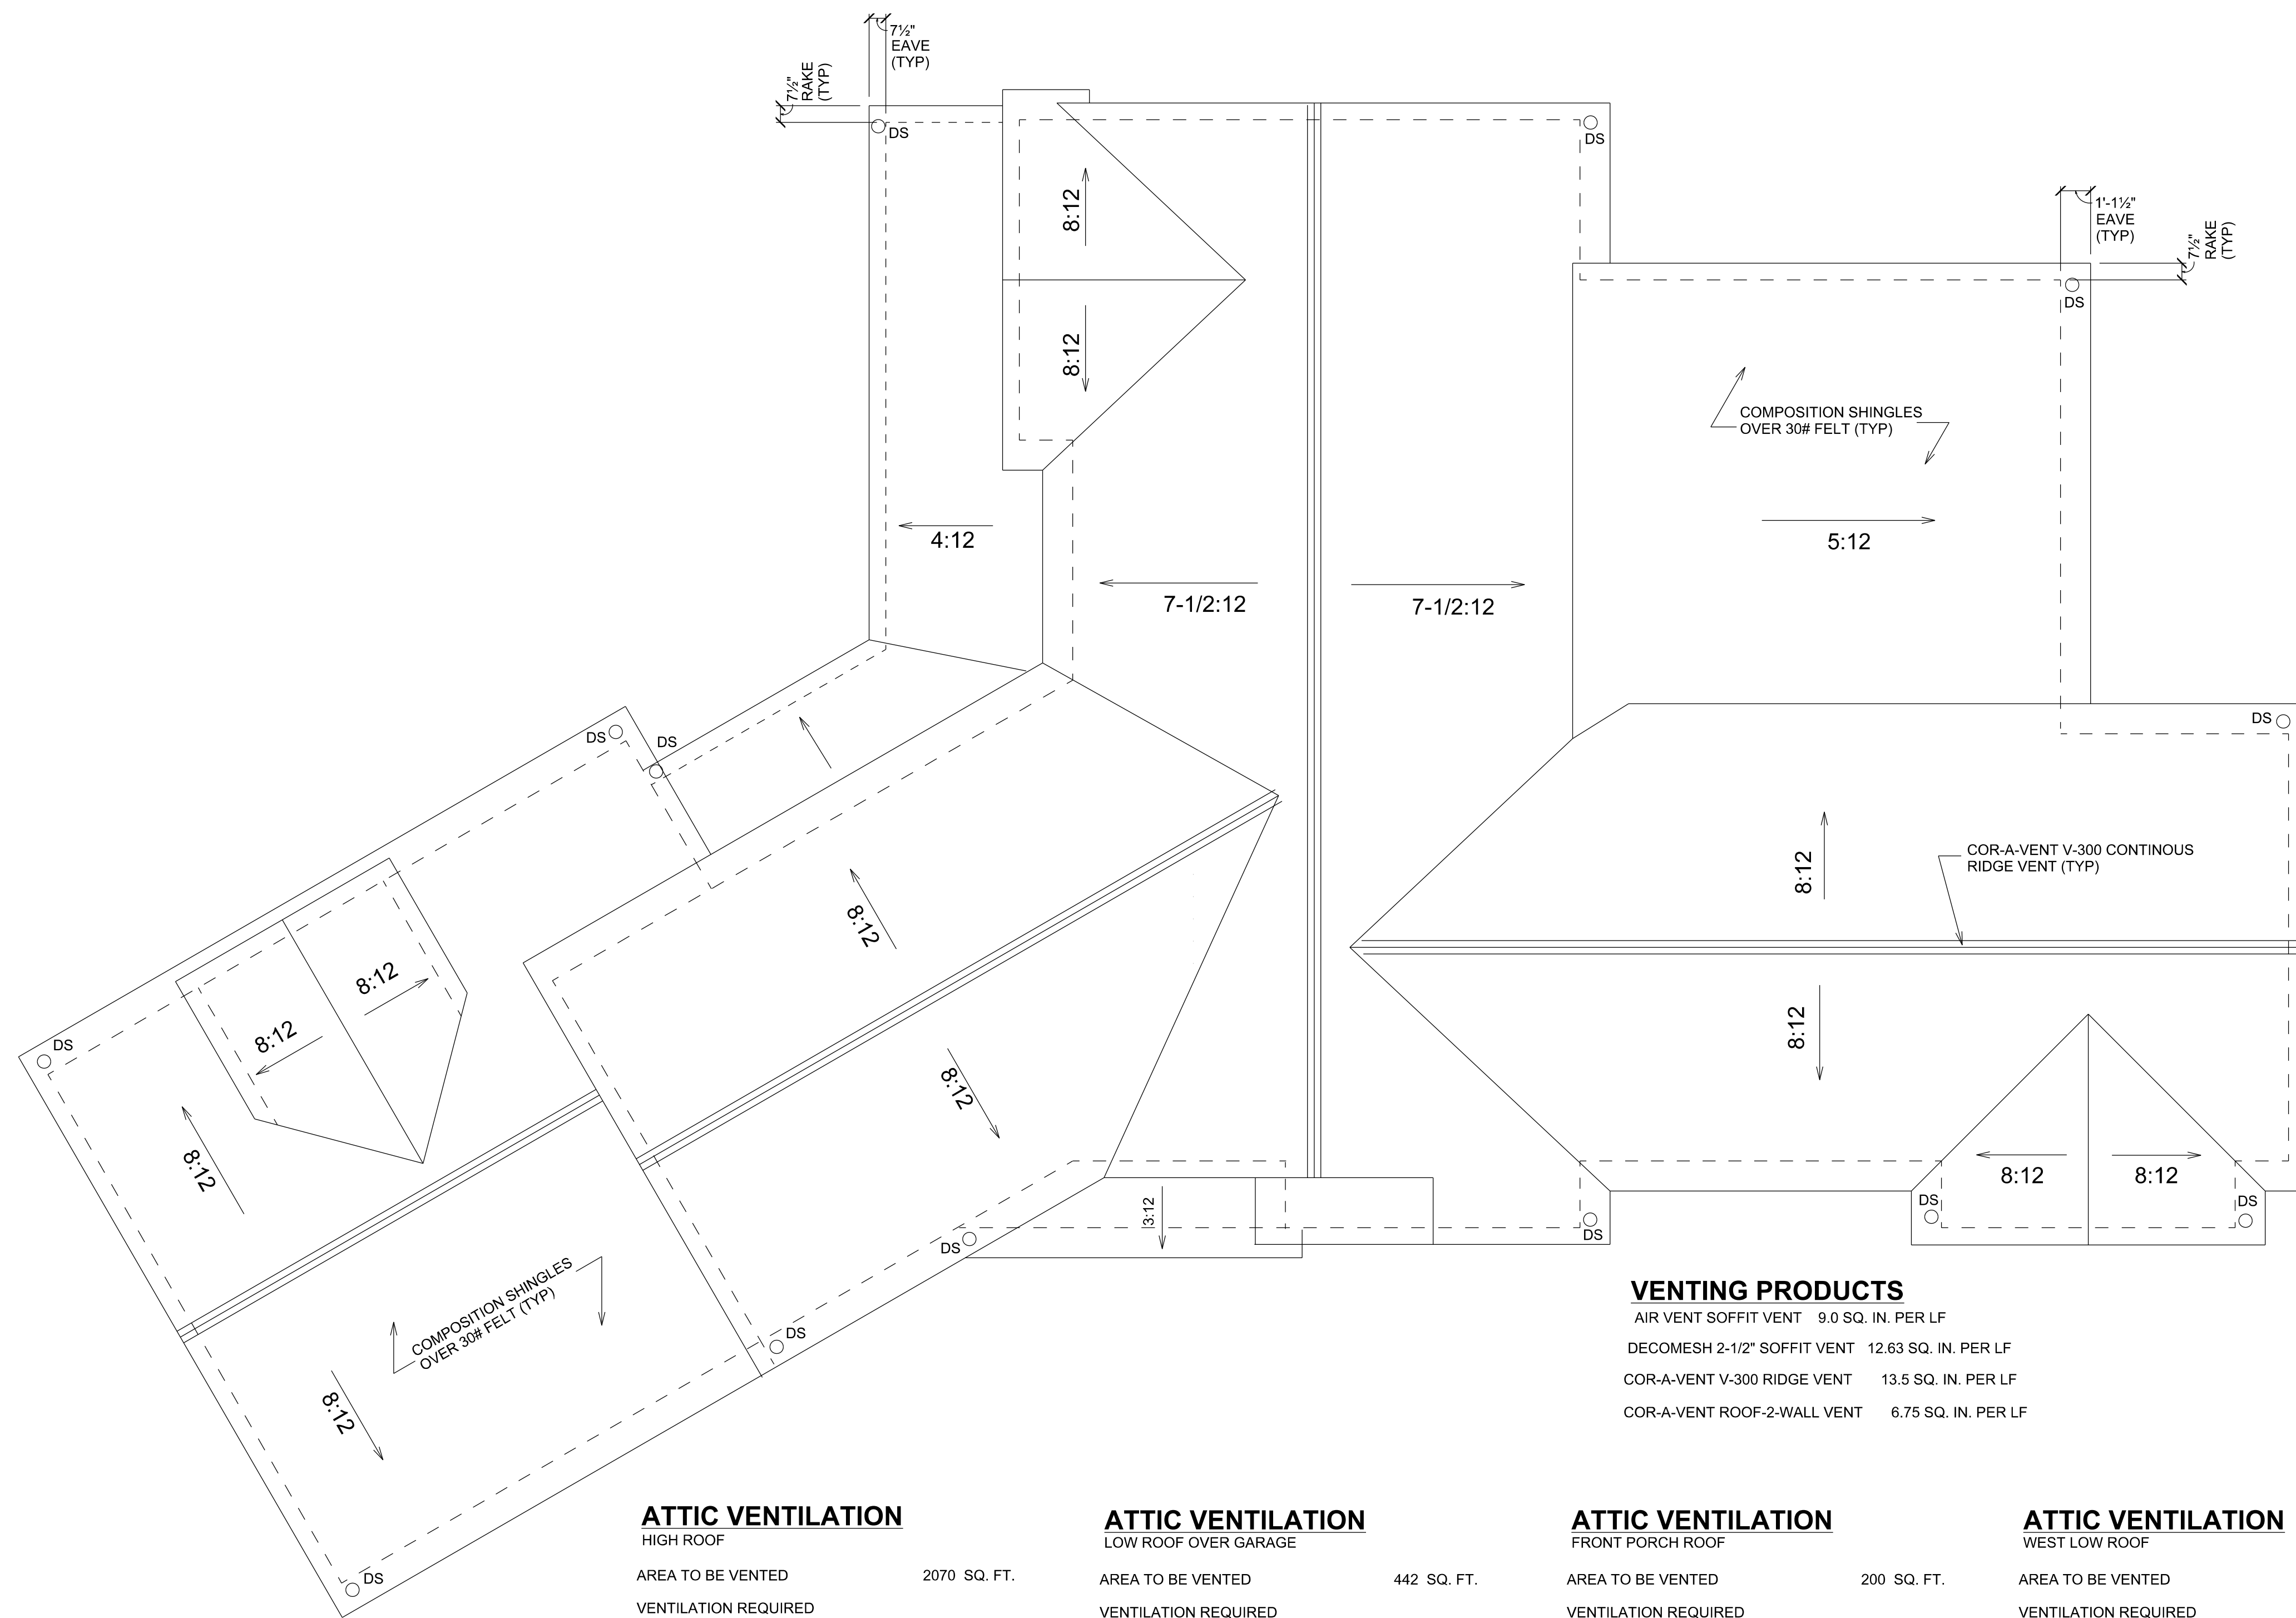 7½"
EAVE
(TYP)
7½"
RAKE
(TYP)
DS
DS
1'-1½"
EAVE
(TYP)
7½"
RAKE
(TYP)
DS
8:12
8:12
COMPOSITION SHINGLES
OVER 30# FELT (TYP)
4:12
5:12
7-1/2:12
7-1/2:12
DS
DS
DS
COR-A-VENT V-300 CONTINOUS
RIDGE VENT (TYP)
8:12
8:12
8:12
8:12
8:12
DS
8:12
8:12
8:12
8:12
8:12
3:12
DS
DS
DS
DS
COMPOSITION SHINGLES
OVER 30# FELT (TYP)
DS
8:12
DS
VENTING PRODUCTS
AIR VENT SOFFIT VENT 9.0 SQ. IN. PER LF
DECOMESH 2-1/2" SOFFIT VENT 12.63 SQ. IN. PER LF
COR-A-VENT V-300 RIDGE VENT 13.5 SQ. IN. PER LF
COR-A-VENT ROOF-2-WALL VENT 6.75 SQ. IN. PER LF
ATTIC VENTILATION
HIGH ROOF
AREA TO BE VENTED 2070 SQ. FT.
VENTILATION REQUIRED
ATTIC VENTILATION
LOW ROOF OVER GARAGE
AREA TO BE VENTED 442 SQ. FT.
VENTILATION REQUIRED
ATTIC VENTILATION
FRONT PORCH ROOF
AREA TO BE VENTED 200 SQ. FT.
VENTILATION REQUIRED
ATTIC VENTILATION
WEST LOW ROOF
AREA TO BE VENTED
VENTILATION REQUIRED